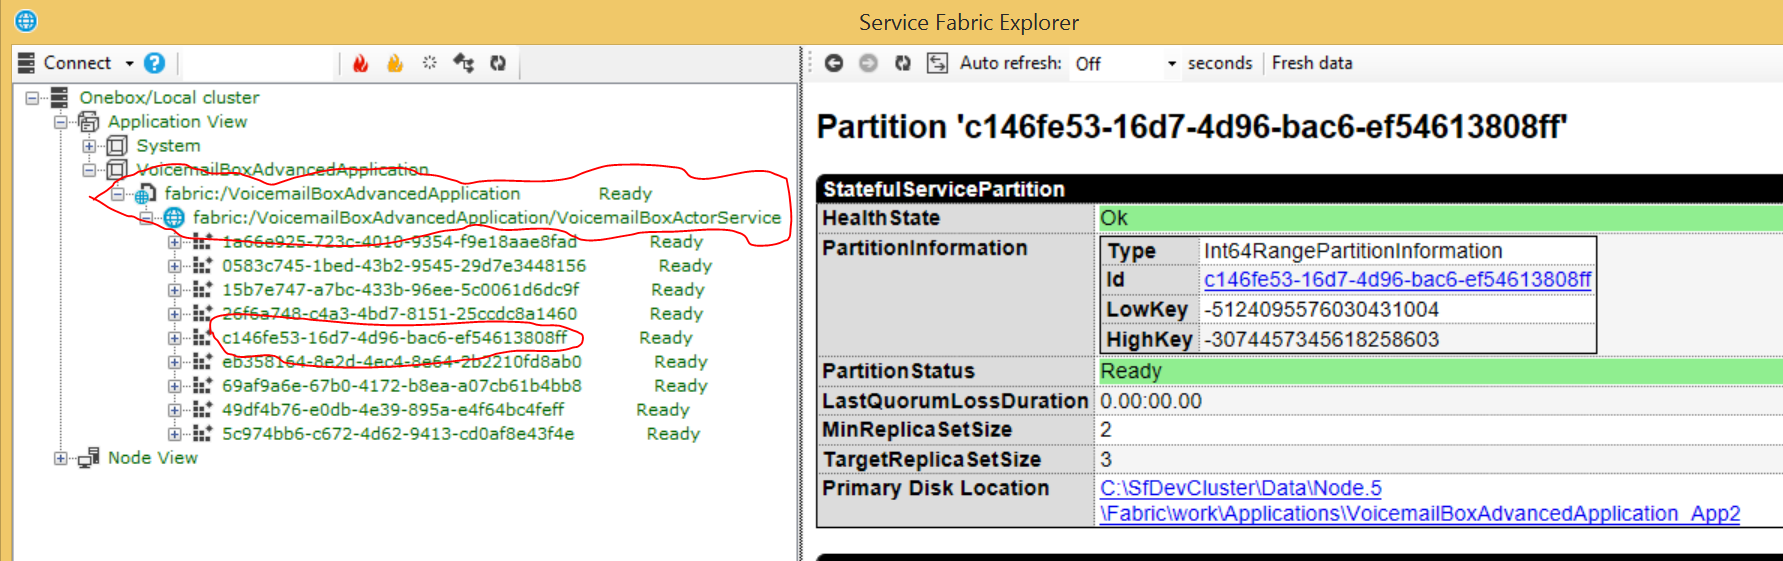 Service Fabric Explorer
Connect
Auto refresh: Off seconds Fresh data
Onebox/Local cluster
Application View
System
VoicemailBoxAdvancedApplication
fabric:/VoicemailBoxAdvancedApplication Ready
fabric:/VoicemailBoxAdvancedApplication/VoicemailBoxActorService
1a66e925-723c-4010-9354-f9e18aae8fad Ready
0583c745-1bed-43b2-9545-29d7e3448156 Ready
15b7e747-a7bc-433b-96ee-5c0061d6dc9f Ready
26f6a748-c4a3-4bd7-8151-25ccdc8a1460 Ready
c146fe53-16d7-4d96-bac6-ef54613808ff Ready
eb358164-8e2d-4ec4-8e64-2b2210fd8ab0 Ready
69af9a6e-67b0-4172-b8ea-a07cb61b4bb8 Ready
49df4b76-e0db-4e39-895a-e4f64bc4feff Ready
5c974bb6-c672-4d62-9413-cd0af8e43f4e Ready
Node View
Partition 'c146fe53-16d7-4d96-bac6-ef54613808ff'
StatefulServicePartition
HealthState Ok
PartitionInformation
Type Int64RangePartitionInformation
Id c146fe53-16d7-4d96-bac6-ef54613808ff
LowKey -5124095576030431004
HighKey -3074457345618258603
PartitionStatus Ready
LastQuorumLossDuration 0.00:00.00
MinReplicaSetSize 2
TargetReplicaSetSize 3
Primary Disk Location C:\SfDevCluster\Data\Node.5
\Fabric\work\Applications\VoicemailBoxAdvancedApplication_App2